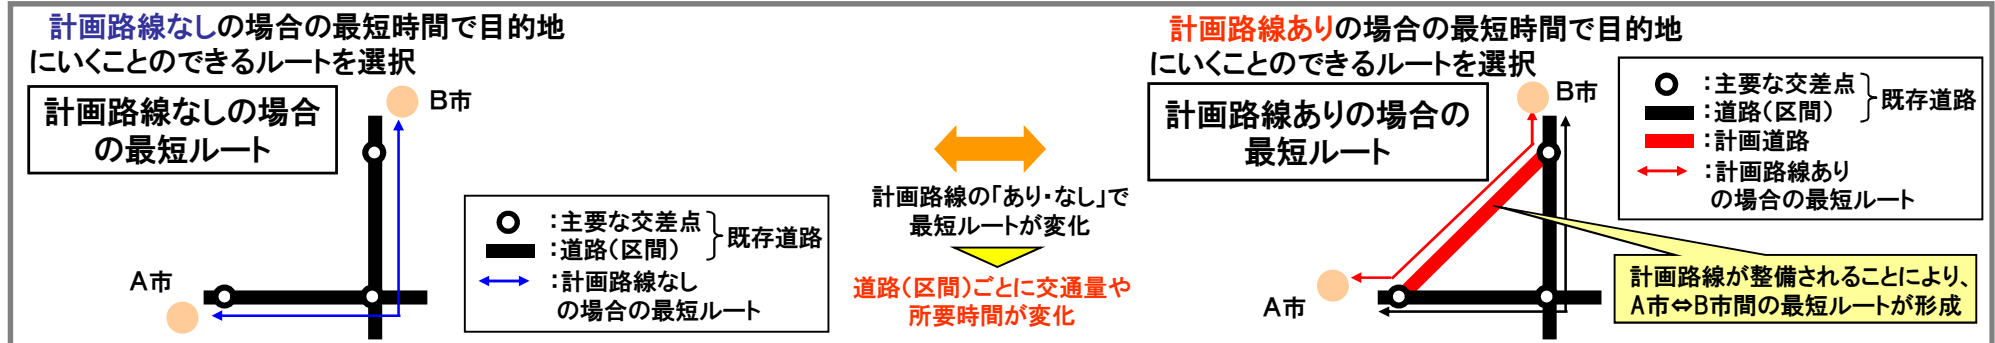 計画路線なしの場合の最短時間で目的地
にいくことのできるルートを選択
計画路線なしの場合
の最短ルート
B市
A市
：主要な交差点
：道路（区間）
既存道路
：計画路線なし
の場合の最短ルート
計画路線の「あり・なし」で
最短ルートが変化
道路（区間）ごとに交通量や
所要時間が変化
計画路線ありの場合の最短時間で目的地
にいくことのできるルートを選択
計画路線ありの場合の
最短ルート
B市
A市
：主要な交差点
：道路（区間）
既存道路
：計画道路
：計画路線あり
の場合の最短ルート
計画路線が整備されることにより、
A市⇔B市間の最短ルートが形成